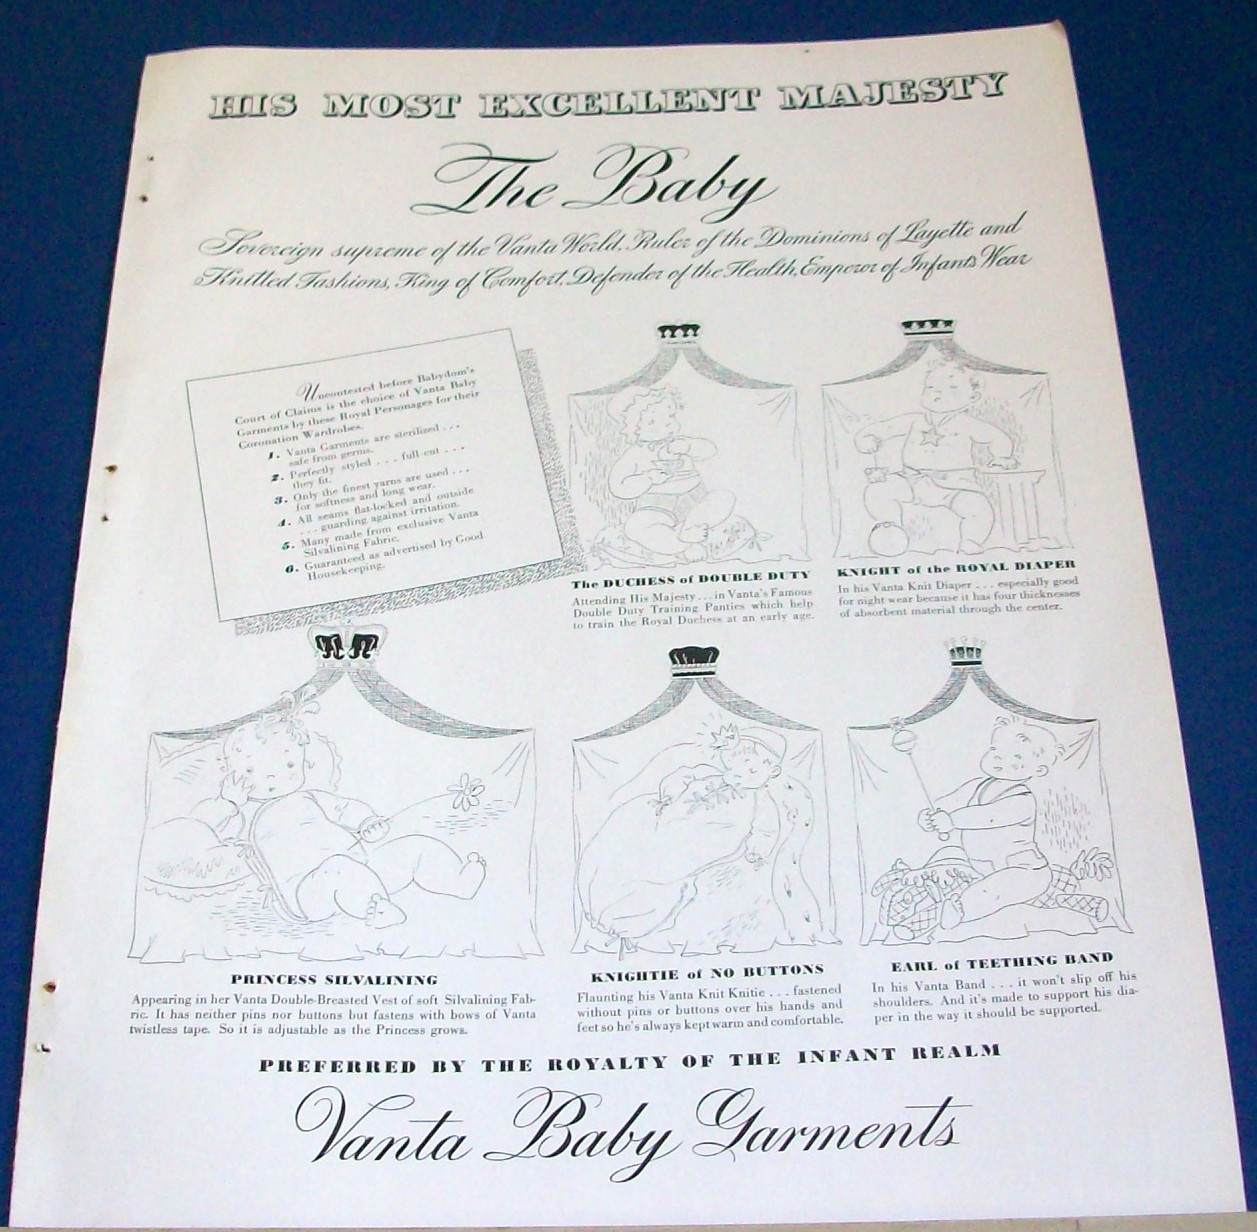 HIS MOST EXCELLENT MAJESTY
The Baby
Sovereign supreme of the Vanta World, Ruler of the Dominions of Layette and
Knitted Fashions, King of Comfort, Defender of the Health, Emperor of Infants Wear
Uncontested before Babydom's
Court of Claims is the choice of Vanta Baby
Garments by these Royal Personages for their
Coronation Wardrobes.
1. Vanta Garments are sterilized . . .
safe from germs.
2. Perfectly styled . . . full cut . . .
they fit.
3. Only the finest yarns are used . . .
for softness and long wear.
4. All seams flat-locked and outside
. . . guarding against irritation.
5. Many made from exclusive Vanta
Silvalining Fabric.
6. Guaranteed as advertised by Good
Housekeeping.
The DUCHESS of DOUBLE DUTY
Attending His Majesty . . . in Vanta's Famous
Double Duty Training Panties which help
to train the Royal Duchess at an early age.
KNIGHT of the ROYAL DIAPER
In his Vanta Knit Diaper . . . especially good
for night wear because it has four thicknesses
of absorbent material through the center.
PRINCESS SILVALINING
Appearing in her Vanta Double-Breasted Vest of soft Silvalining Fab-
ric. It has neither pins nor buttons but fastens with bows of Vanta
twistless tape. So it is adjustable as the Princess grows.
KNIGHTIE of NO BUTTONS
Flaunting his Vanta Knit Knitie . . . fastened
without pins or buttons over his hands and
feet so he's always kept warm and comfortable.
EARL of TEETHING BAND
In his Vanta Band . . . it won't slip off his
shoulders. And it's made to support his dia-
per in the way it should be supported.
PREFERRED BY THE ROYALTY OF THE INFANT REALM
Vanta Baby Garments